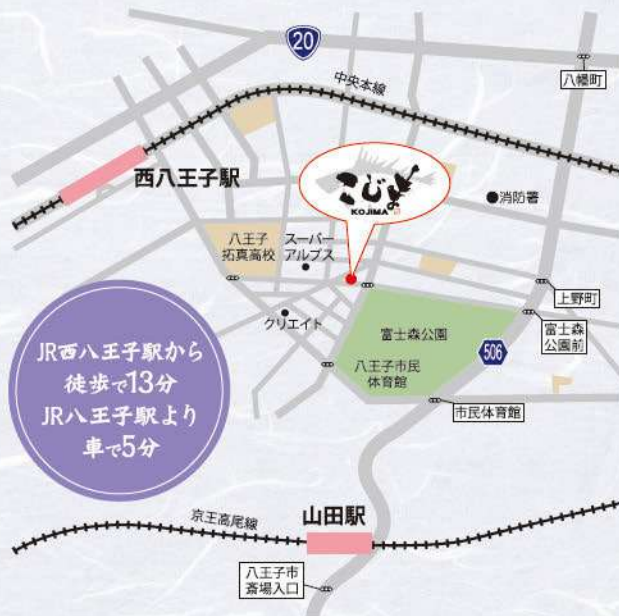 20
八幡町
中央本線
西八王子駅
こじま
KOJIMA
消防署
八王子
拓真高校
スーパー
アルプス
上野町
クリエイト
富士森公園
富士森
公園前
506
八王子市民
体育館
市民体育館
JR西八王子駅から
徒歩で13分
JR八王子駅より
車で5分
京王高尾線
山田駅
八王子市
斎場入口